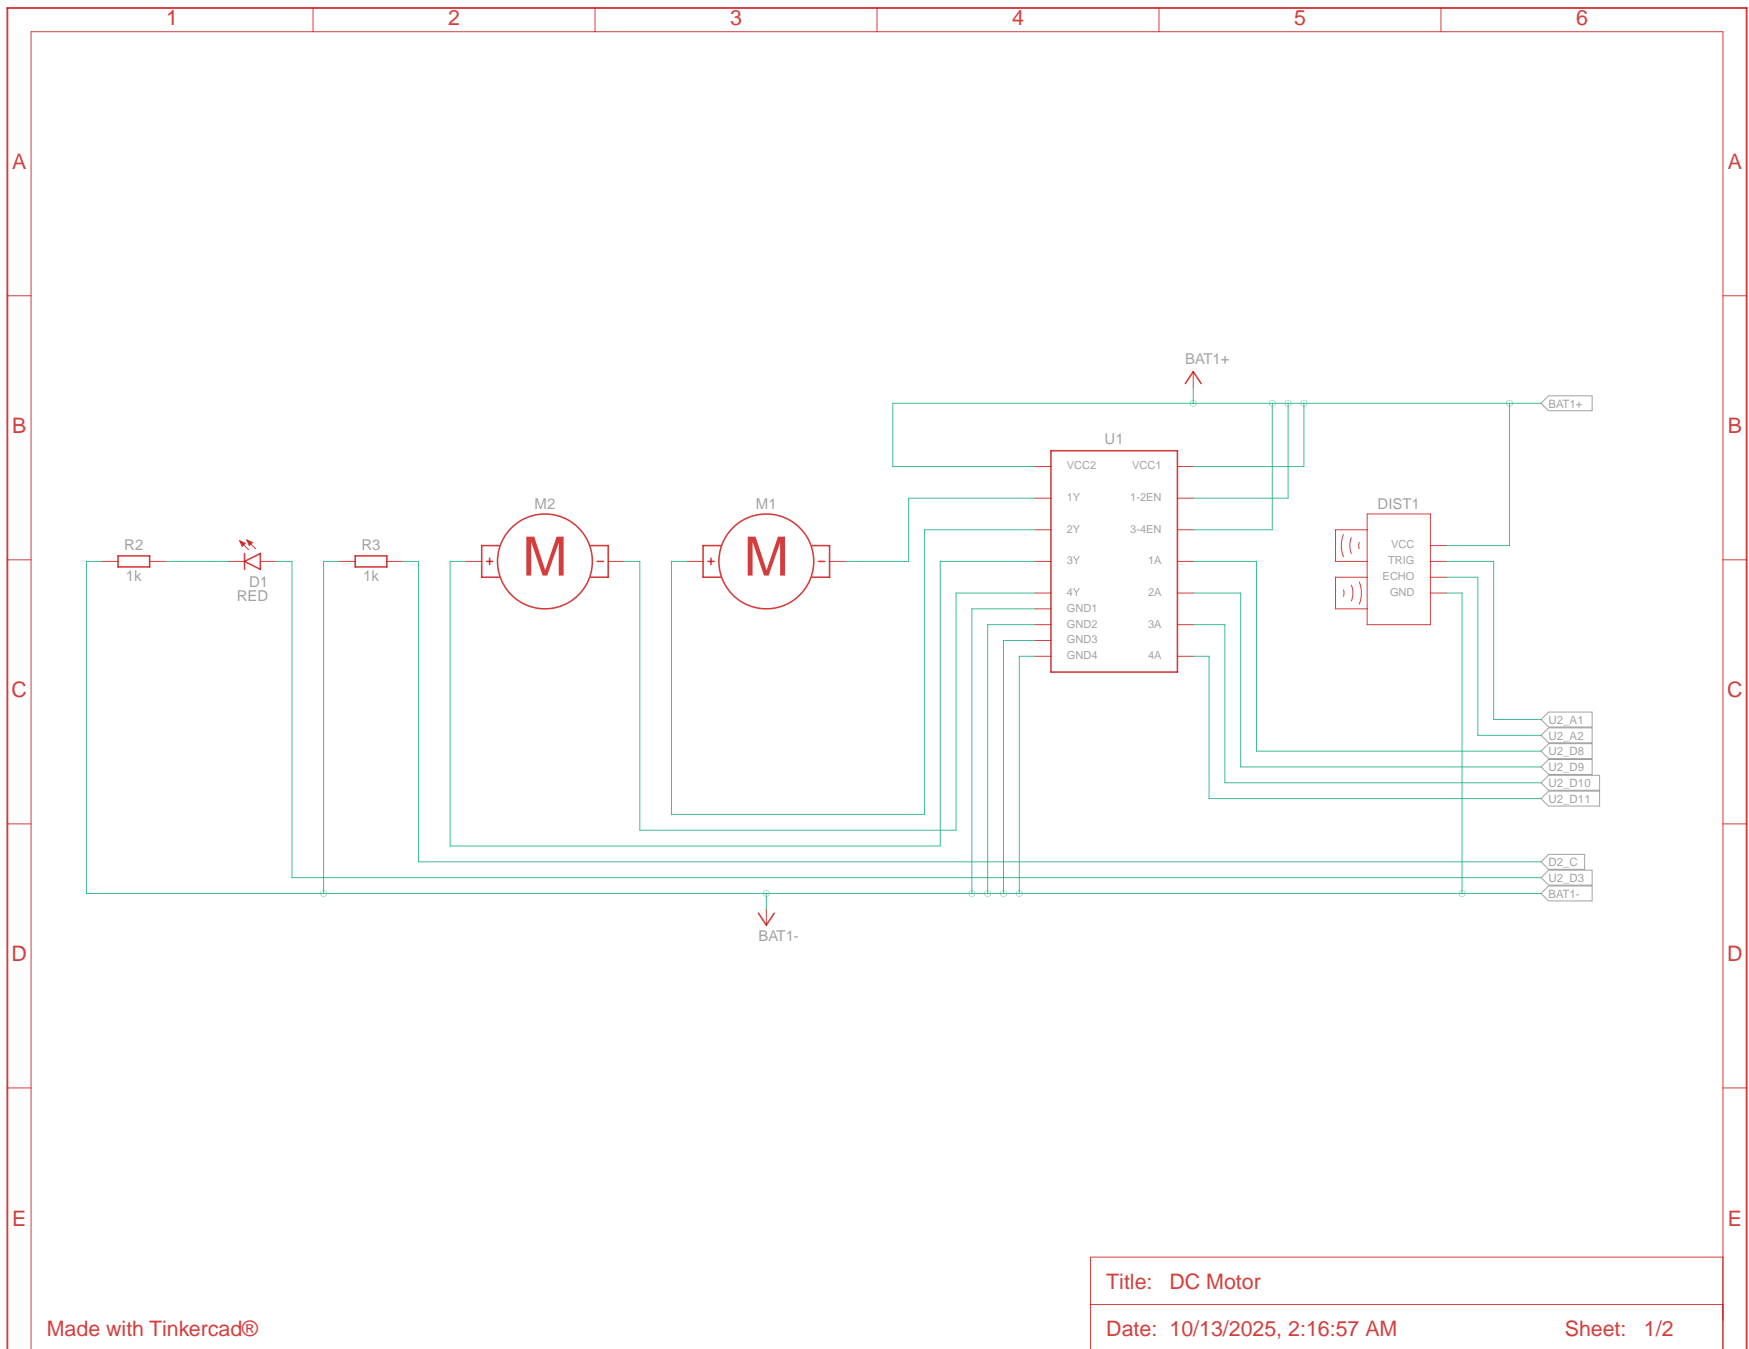 1 2 3 4 5 6
A A
BAT1+
BAT1+
B B
U1
VCC2 VCC1
1Y 1-2EN
M2 M1 DIST1
2Y 3-4EN
R2 R3
M M
VCC
+ - + -
3Y 1A
TRIG
1k 1k
D1
ECHO
RED
4Y 2A
GND
GND1
GND2 3A
GND3
GND4 4A
C C
U2_A1
U2_A2
U2_D8
U2_D9
U2_D10
U2_D11
D2_C
U2_D3
BAT1-
BAT1-
D D
E E
Title: DC Motor
Made with Tinkercad®
Date: 10/13/2025, 2:16:57 AM Sheet: 1/2